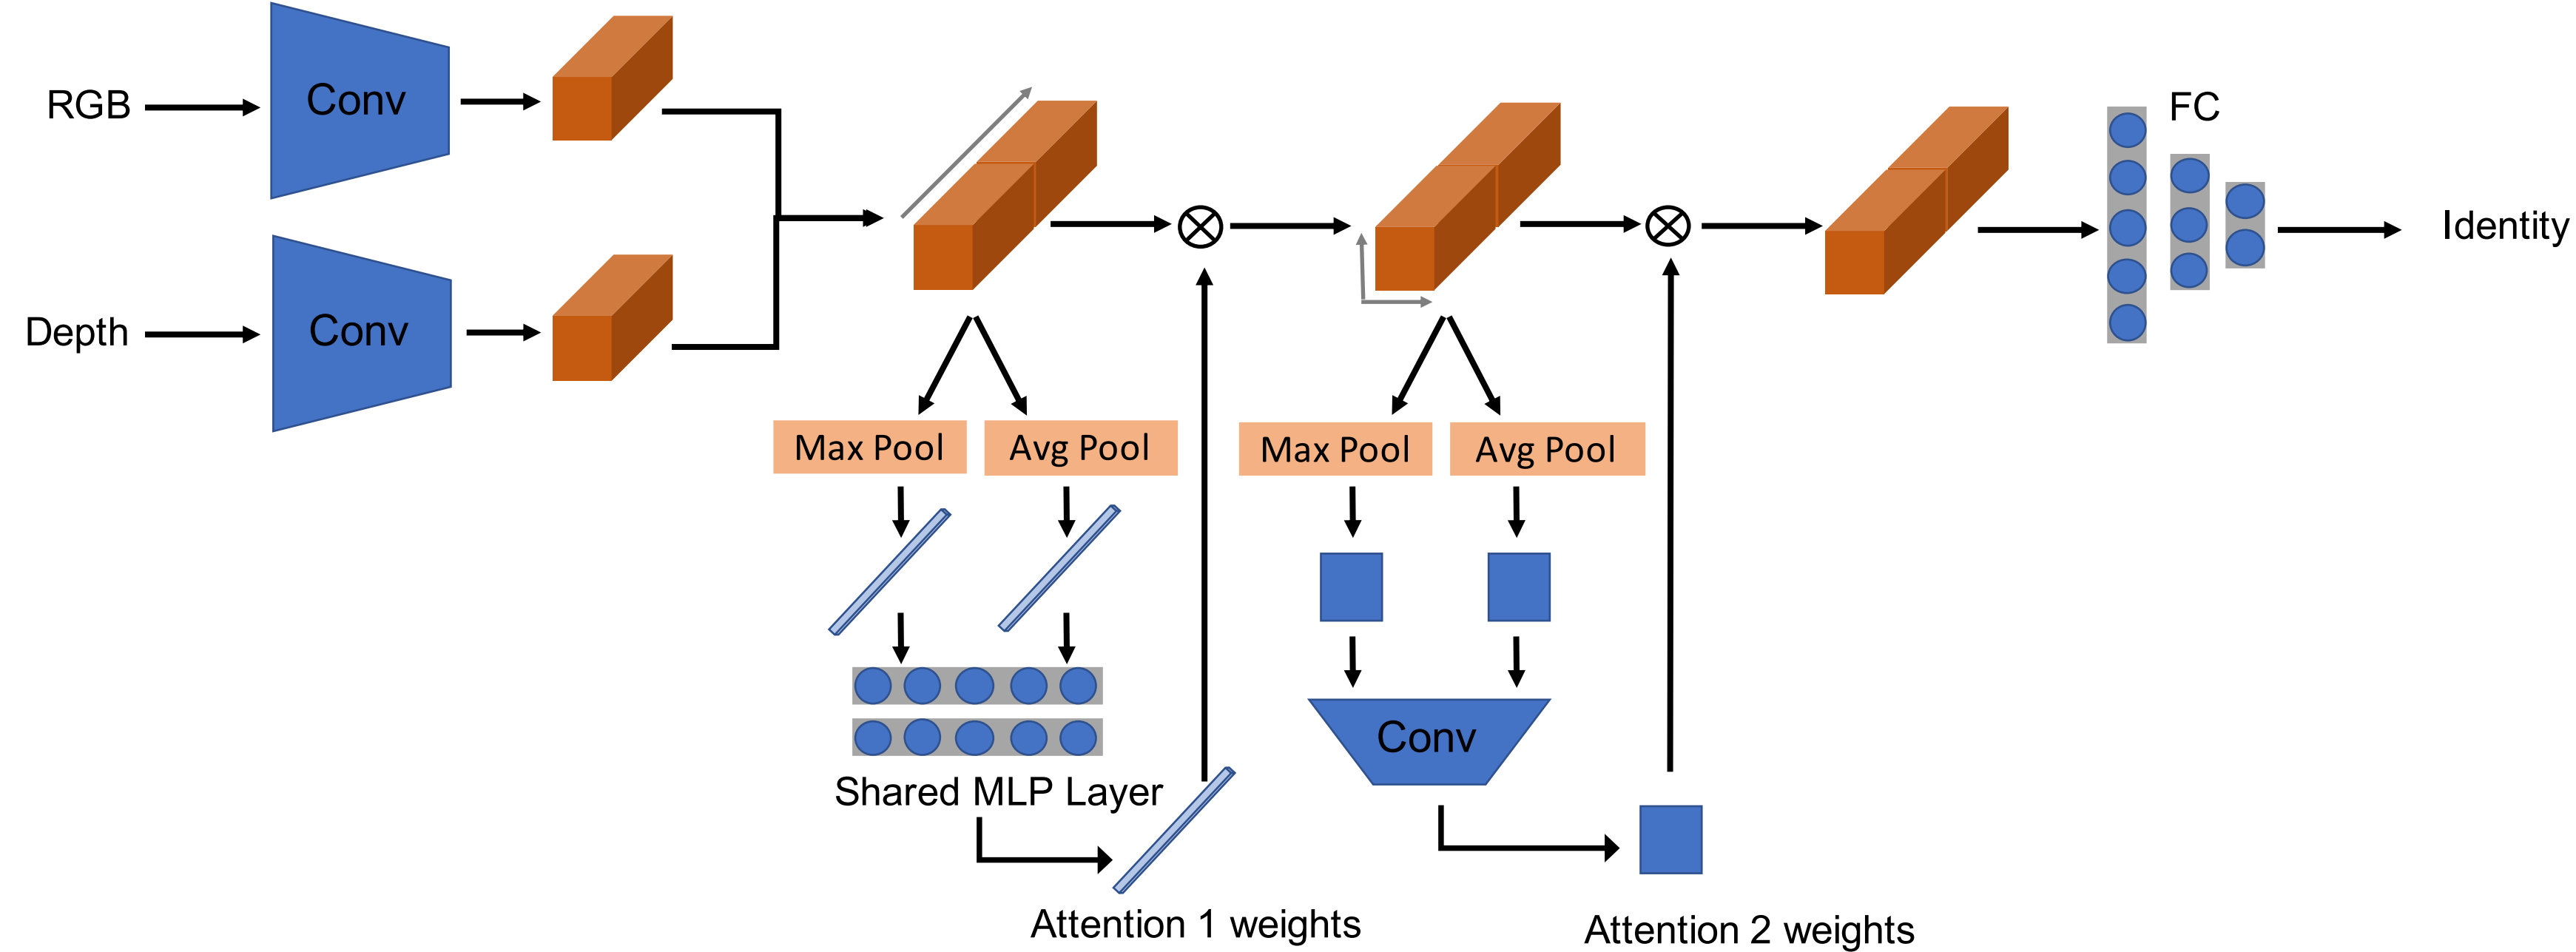 RGB
Conv
FC
Identity
Depth
Conv
Max Pool
Avg Pool
Max Pool
Avg Pool
Shared MLP Layer
Conv
Attention 1 weights
Attention 2 weights